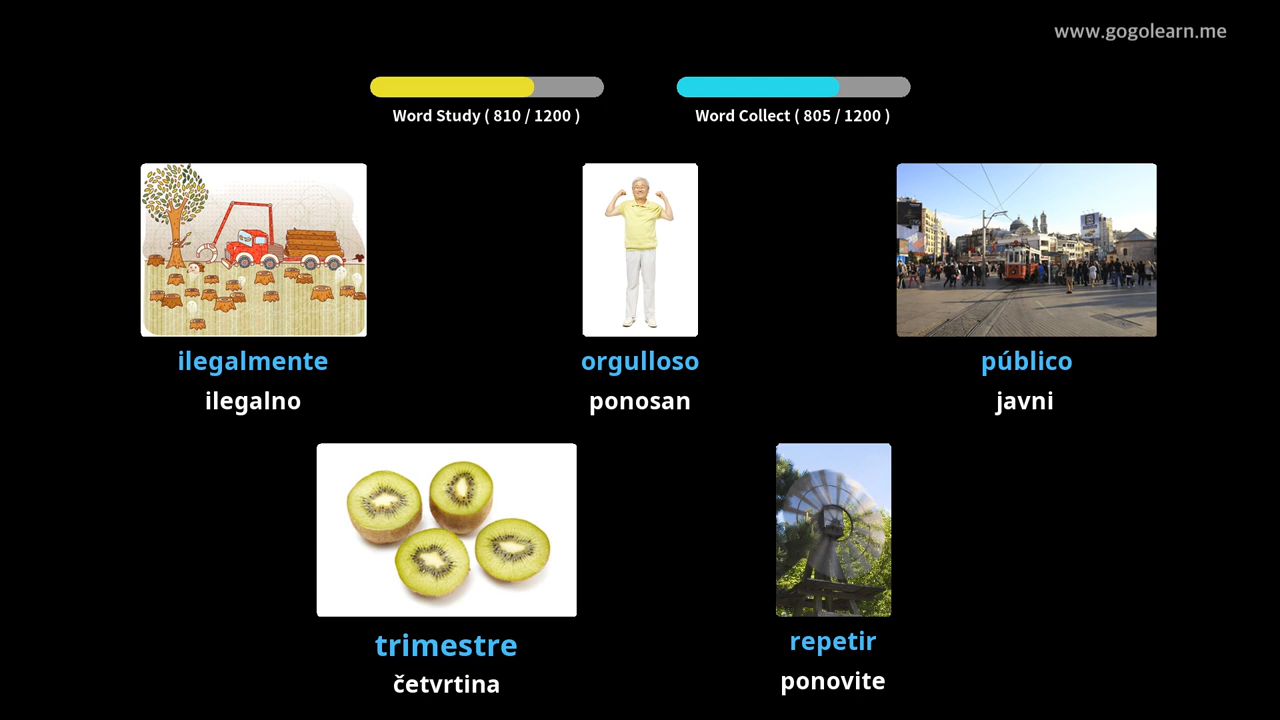 www.gogolearn.me
Word Study ( 810 / 1200 )
Word Collect ( 805 / 1200 )
ilegalmente
ilegalno
orgulloso
ponosan
público
javni
trimestre
četvrtina
repetir
ponovite